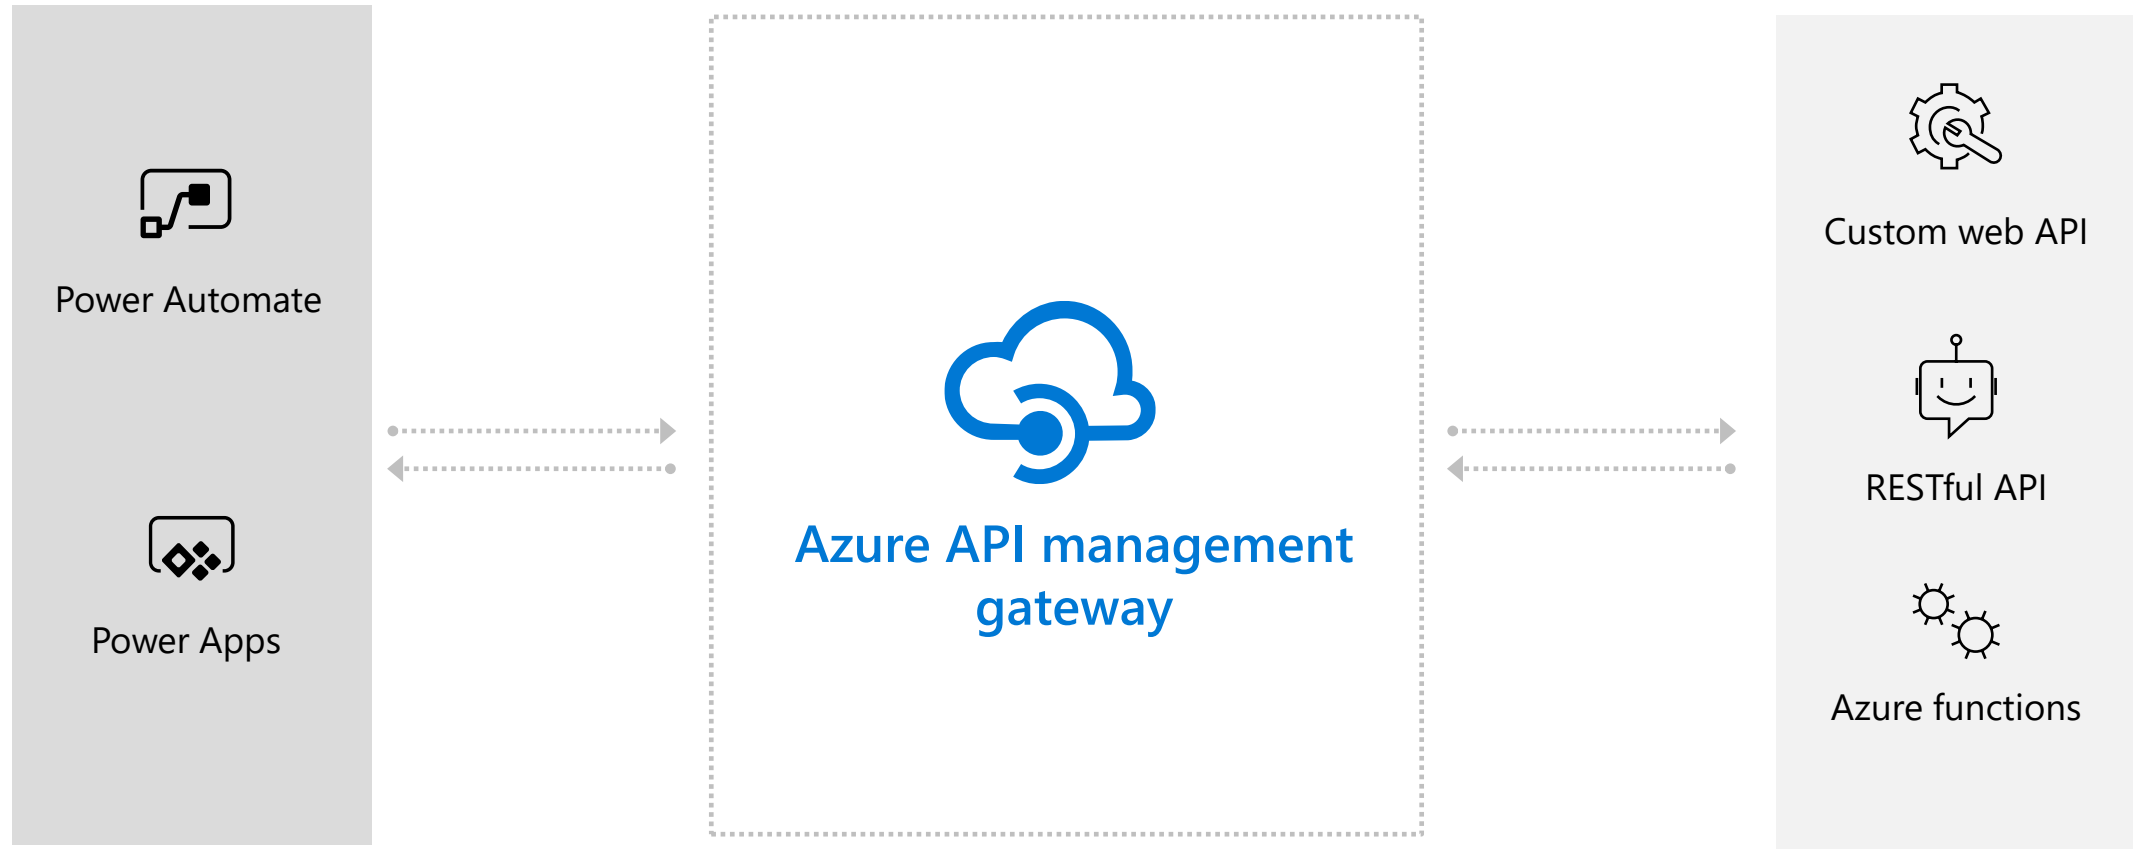 Power Automate
Power Apps
Azure API management
gateway
Custom web API
RESTful API
Azure functions